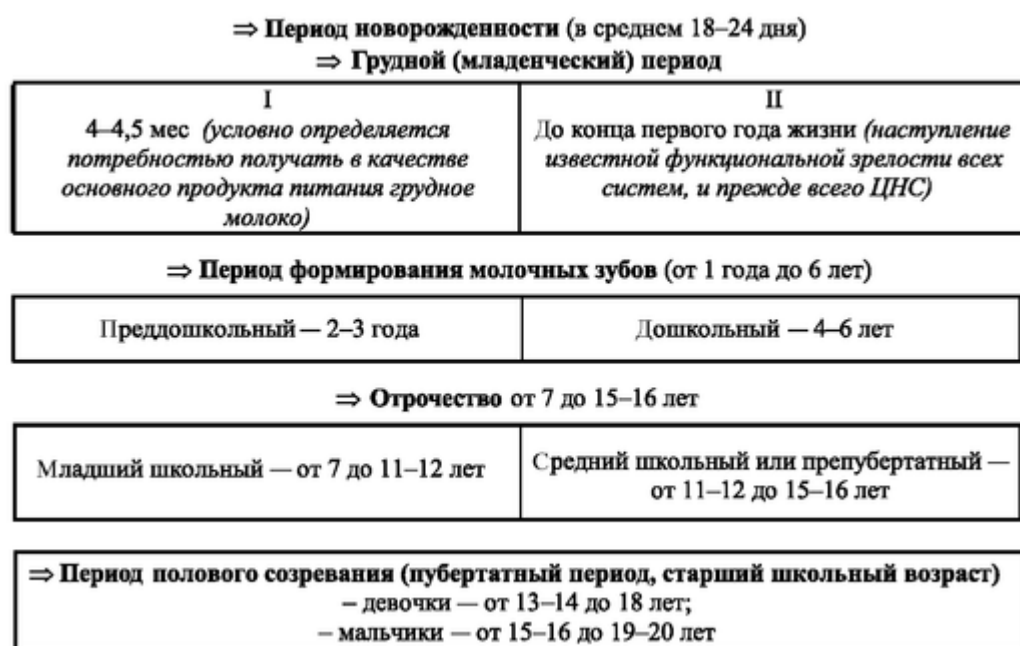 ⇒ Период новорожденности (в среднем 18–24 дня)
⇒ Грудной (младенческий) период
I
4–4,5 мес (условно определяется
потребностью получать в качестве
основного продукта питания грудное
молоко)
II
До конца первого года жизни (наступление
известной функциональной зрелости всех
систем, и прежде всего ЦНС)
⇒ Период формирования молочных зубов (от 1 года до 6 лет)
Преддошкольный — 2–3 года
Дошкольный — 4–6 лет
⇒ Отрочество от 7 до 15–16 лет
Младший школьный — от 7 до 11–12 лет
Средний школьный или препубертатный —
от 11–12 до 15–16 лет
⇒ Период полового созревания (пубертатный период, старший школьный возраст)
– девочки — от 13–14 до 18 лет;
– мальчики — от 15–16 до 19–20 лет